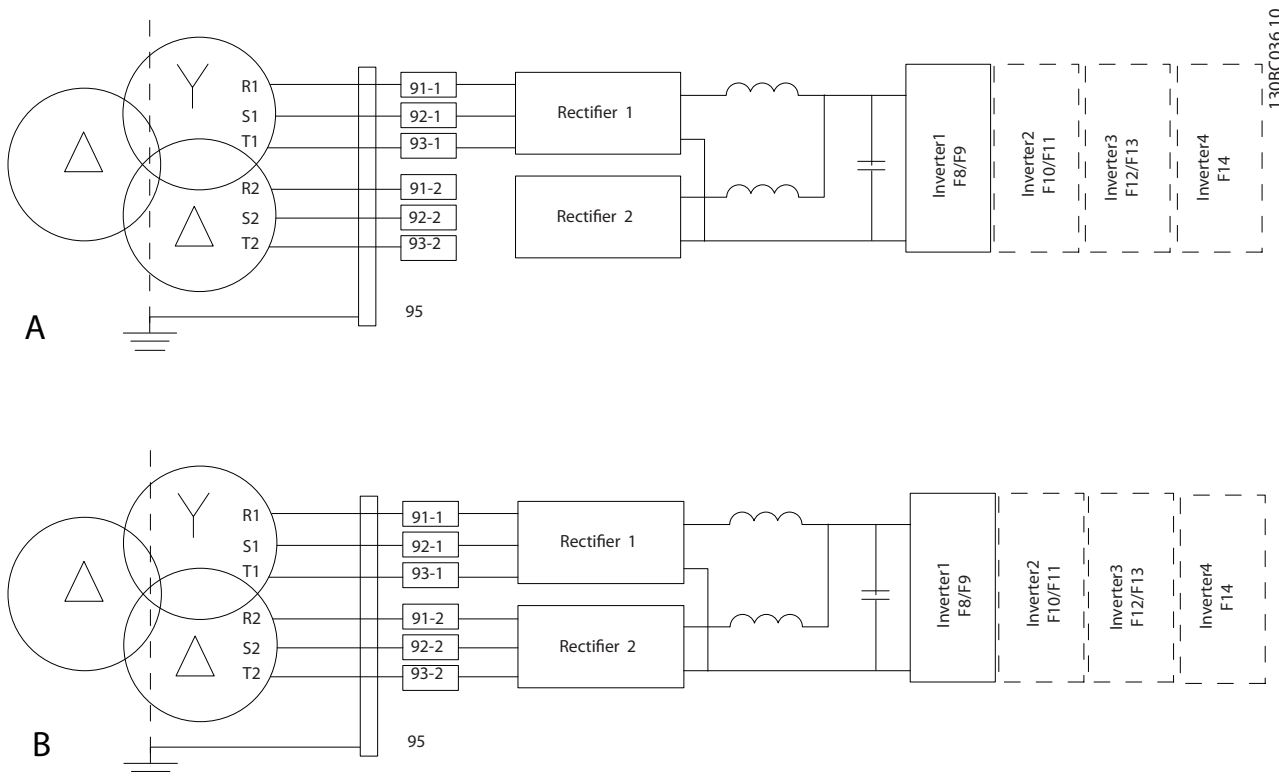 130BC036.10
R1
S1
T1
R2
S2
T2
91-1
92-1
93-1
91-2
92-2
93-2
95
Rectifier 1
Rectifier 2
Inverter1
F8/F9
Inverter2
F10/F11
Inverter3
F12/F13
Inverter4
F14
A
R1
S1
T1
R2
S2
T2
91-1
92-1
93-1
91-2
92-2
93-2
95
Rectifier 1
Rectifier 2
Inverter1
F8/F9
Inverter2
F10/F11
Inverter3
F12/F13
Inverter4
F14
B